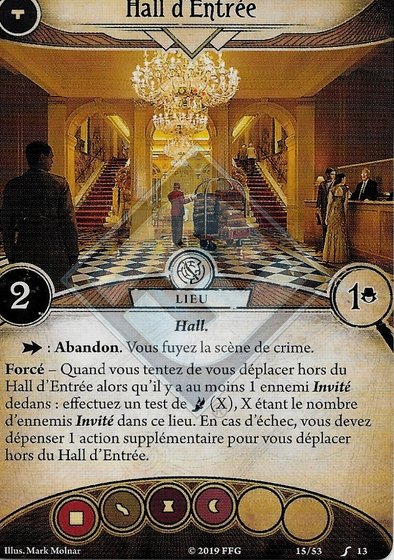 Hall d'Entrée
2
LIEU
1
Hall.
: Abandon. Vous fuyez la scène de crime.
Forcé – Quand vous tentez de vous déplacer hors du
Hall d'Entrée alors qu'il y a au moins 1 ennemi Invité
dedans : effectuez un test de (X), X étant le nombre
d'ennemis Invité dans ce lieu. En cas d'échec, vous devez
dépenser 1 action supplémentaire pour vous déplacer
hors du Hall d'Entrée.
Illus. Mark Molnar © 2019 FFG 15/53 13